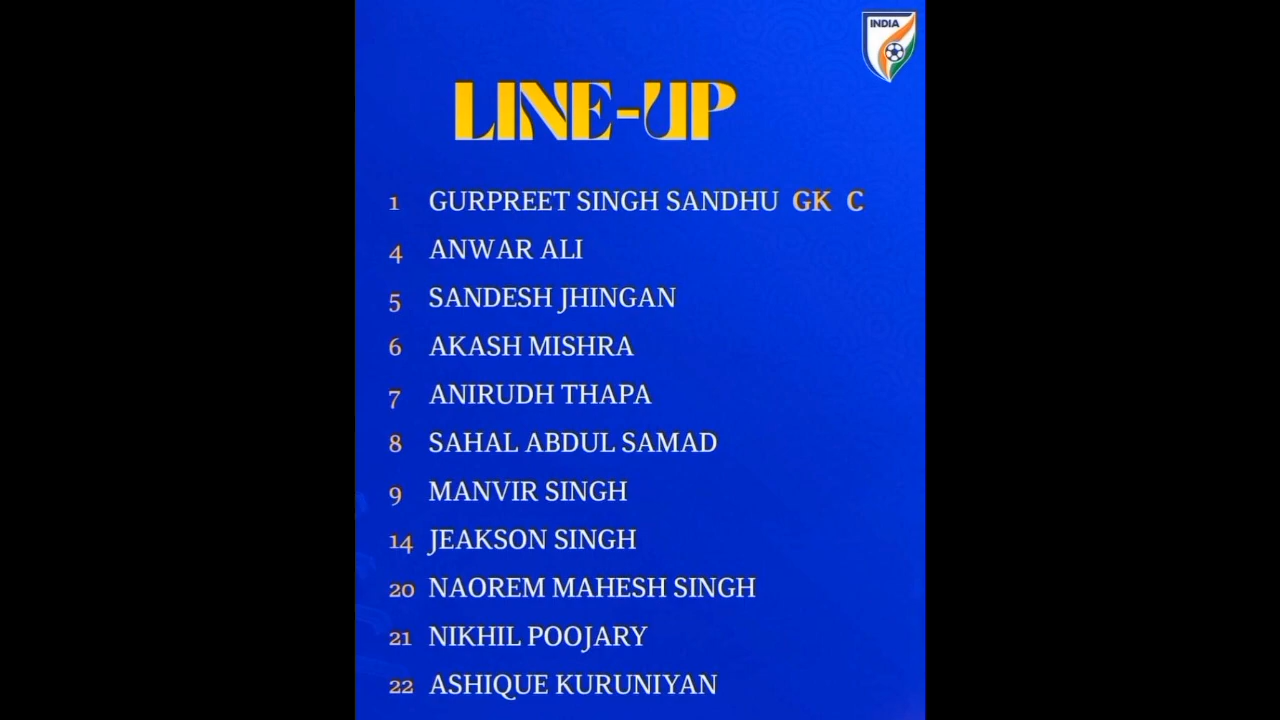 INDIA
LINE-UP
1 GURPREET SINGH SANDHU GK C
4 ANWAR ALI
5 SANDESH JHINGAN
6 AKASH MISHRA
7 ANIRUDH THAPA
8 SAHAL ABDUL SAMAD
9 MANVIR SINGH
14 JEAKSON SINGH
20 NAOREM MAHESH SINGH
21 NIKHIL POOJARY
22 ASHIQUE KURUNIYAN